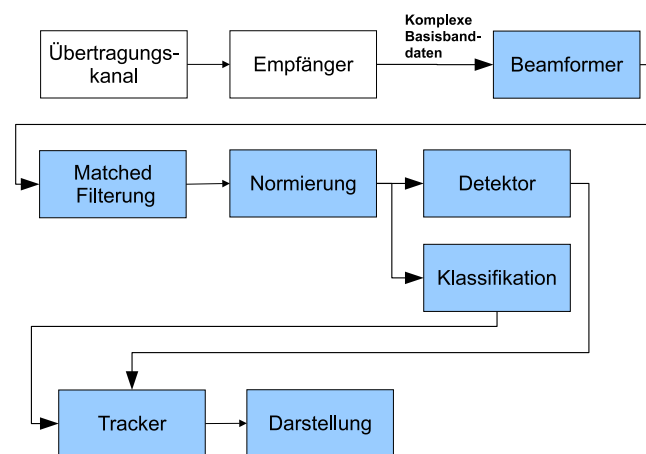 Übertragungs-
kanal
Empfänger
Komplexe
Basisband-
daten
Beamformer
Matched
Filterung
Normierung
Detektor
Klassifikation
Tracker
Darstellung